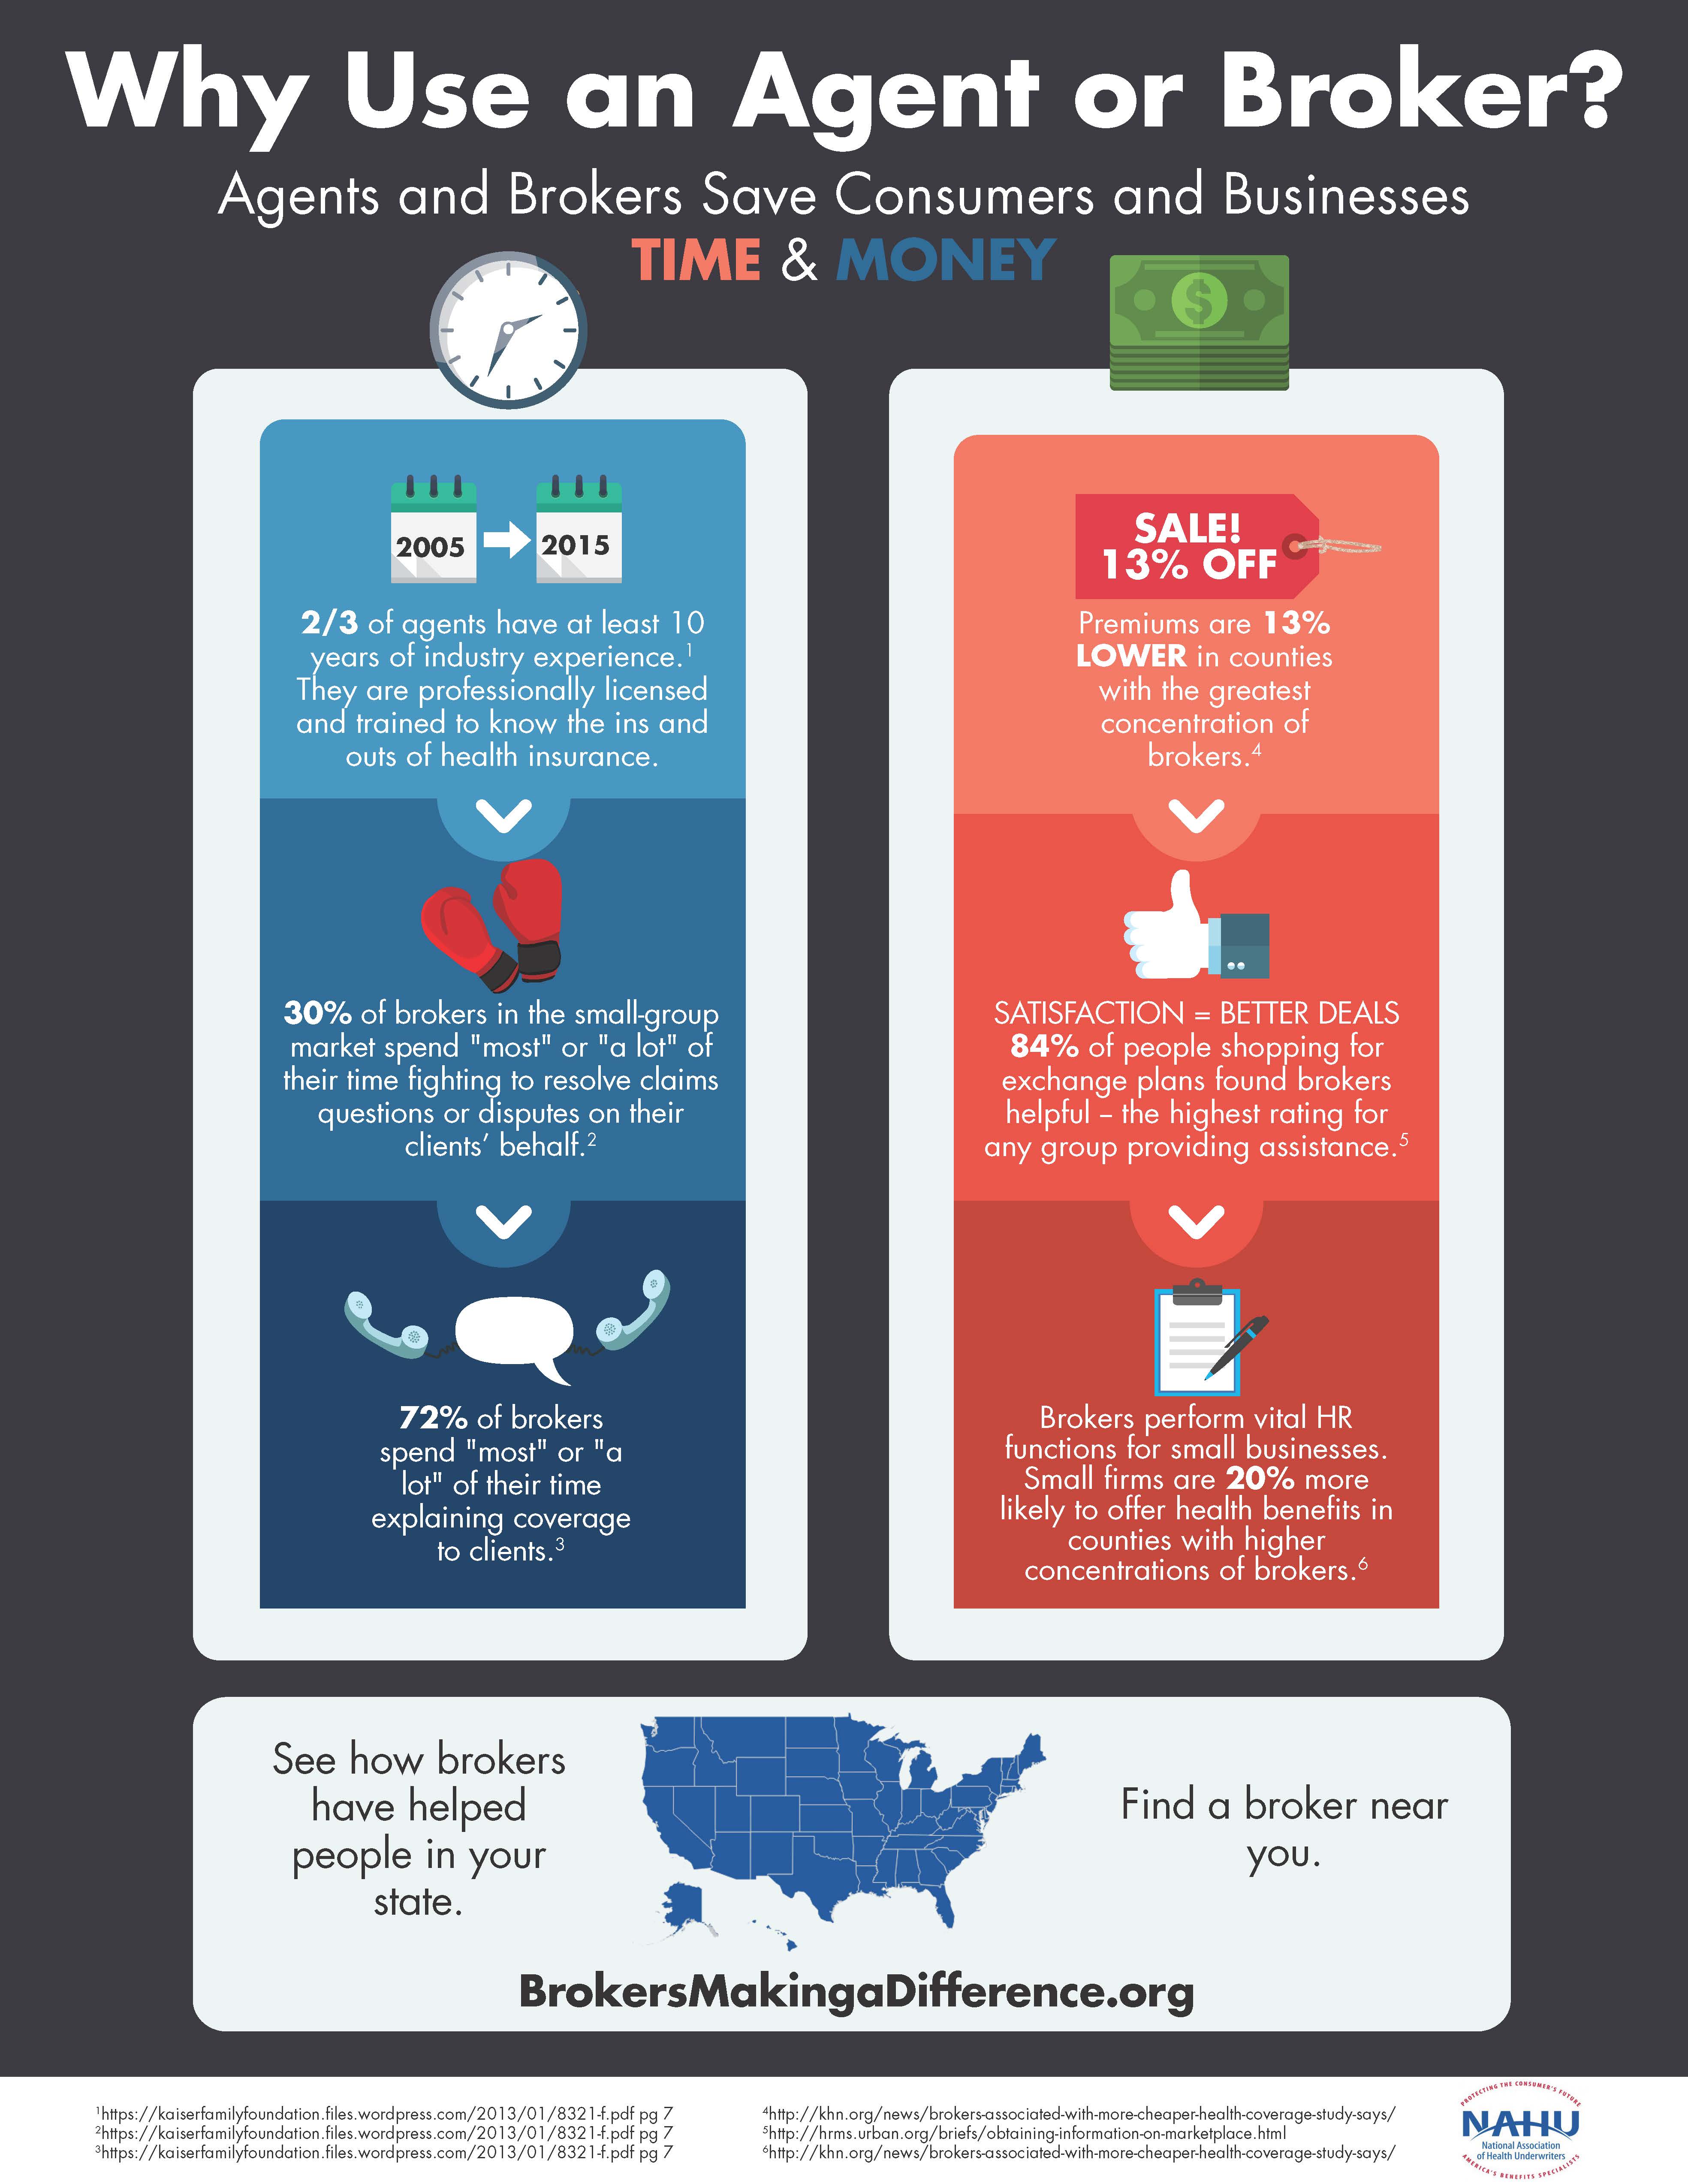 Why Use an Agent or Broker?
Agents and Brokers Save Consumers and Businesses
TIME & MONEY
2005
2015
2/3 of agents have at least 10
years of industry experience.¹
They are professionally licensed
and trained to know the ins and
outs of health insurance.
30% of brokers in the small-group
market spend "most" or "a lot" of
their time fighting to resolve claims
questions or disputes on their
clients’ behalf.²
72% of brokers
spend "most" or "a
lot" of their time
explaining coverage
to clients.³
SALE!
13% OFF
Premiums are 13%
LOWER in counties
with the greatest
concentration of
brokers.⁴
SATISFACTION = BETTER DEALS
84% of people shopping for
exchange plans found brokers
helpful – the highest rating for
any group providing assistance.⁵
Brokers perform vital HR
functions for small businesses.
Small firms are 20% more
likely to offer health benefits in
counties with higher
concentrations of brokers.⁶
See how brokers
have helped
people in your
state.
Find a broker near
you.
BrokersMakingaDifference.org
¹https://kaiserfamilyfoundation.files.wordpress.com/2013/01/8321-f.pdf pg 7
²https://kaiserfamilyfoundation.files.wordpress.com/2013/01/8321-f.pdf pg 7
³https://kaiserfamilyfoundation.files.wordpress.com/2013/01/8321-f.pdf pg 7
⁴http://khn.org/news/brokers-associated-with-more-cheaper-health-coverage-study-says/
⁵http://hrms.urban.org/briefs/obtaining-information-on-marketplace.html
⁶http://khn.org/news/brokers-associated-with-more-cheaper-health-coverage-study-says/
PROTECTING THE CONSUMER'S FUTURE
NAHU
National Association
of Health Underwriters
AMERICA'S BENEFITS SPECIALISTS